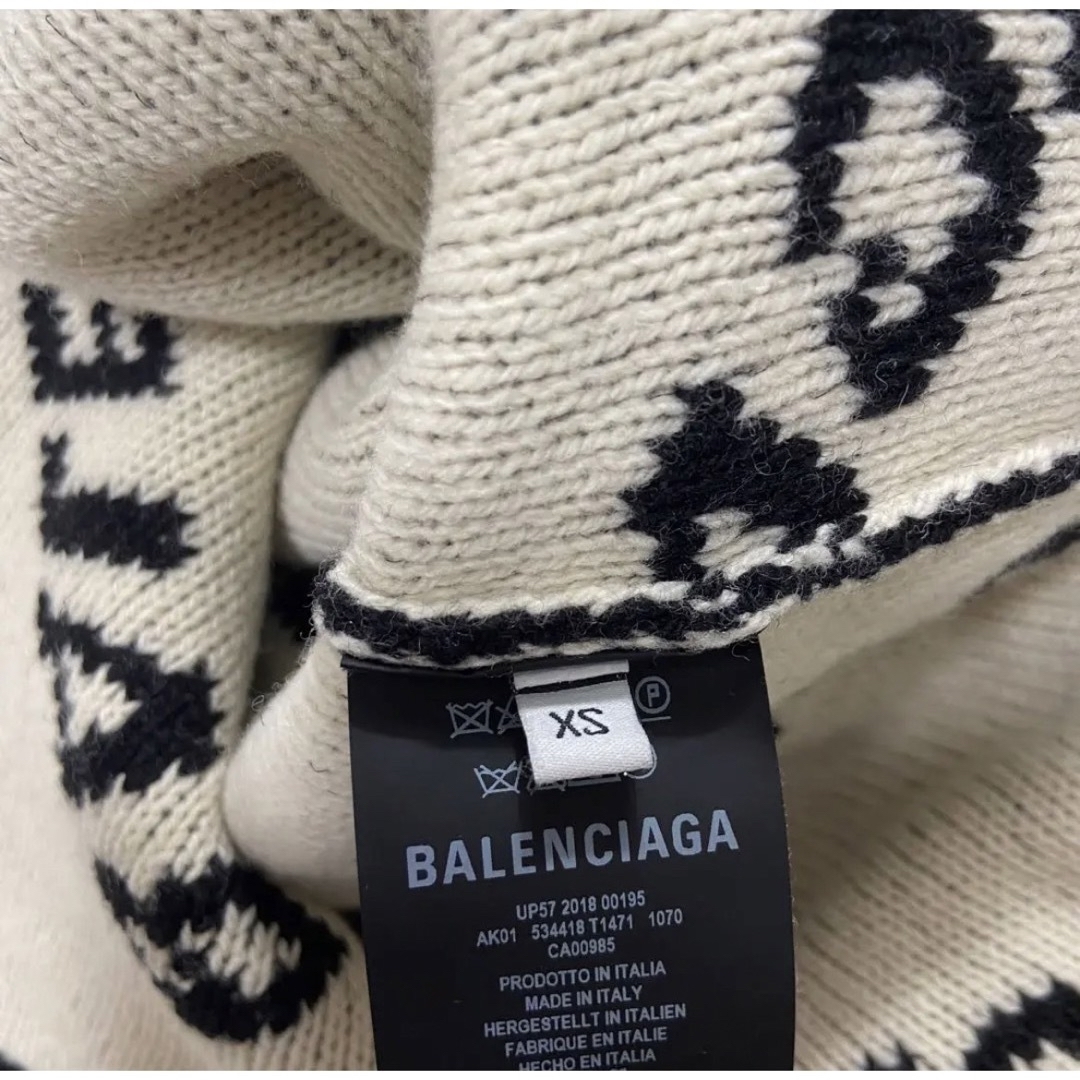 XS
P
BALENCIAGA
UP57 2018 00195
AK01 534418 T1471 1070
CA00985
PRODOTTO IN ITALIA
MADE IN ITALY
HERGESTELLT IN ITALIEN
FABRIQUE EN ITALIE
HECHO EN ITALIA